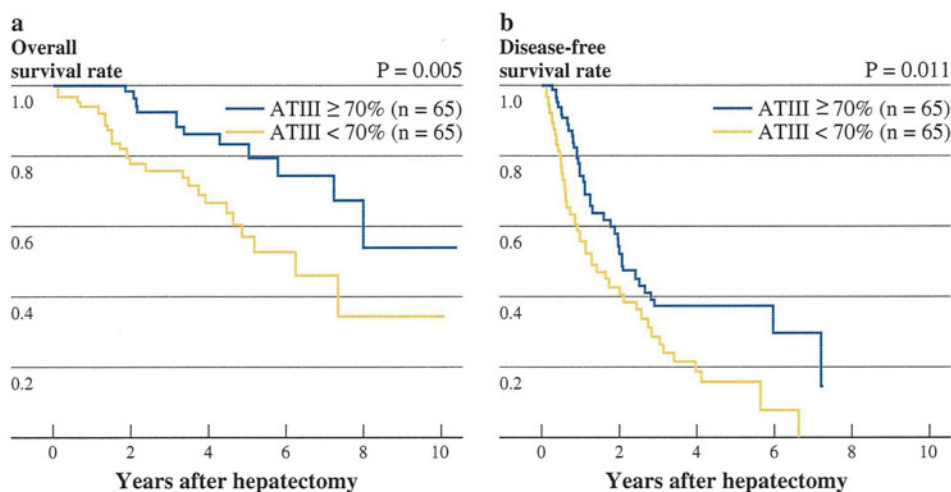 a
Overall
survival rate
P = 0.005
1.0
ATIII ≥ 70% (n = 65)
ATIII < 70% (n = 65)
0.8
0.6
0.4
0.2
0 2 4 6 8 10
Years after hepatectomy
b
Disease-free
survival rate
P = 0.011
1.0
ATIII ≥ 70% (n = 65)
ATIII < 70% (n = 65)
0.8
0.6
0.4
0.2
0 2 4 6 8 10
Years after hepatectomy